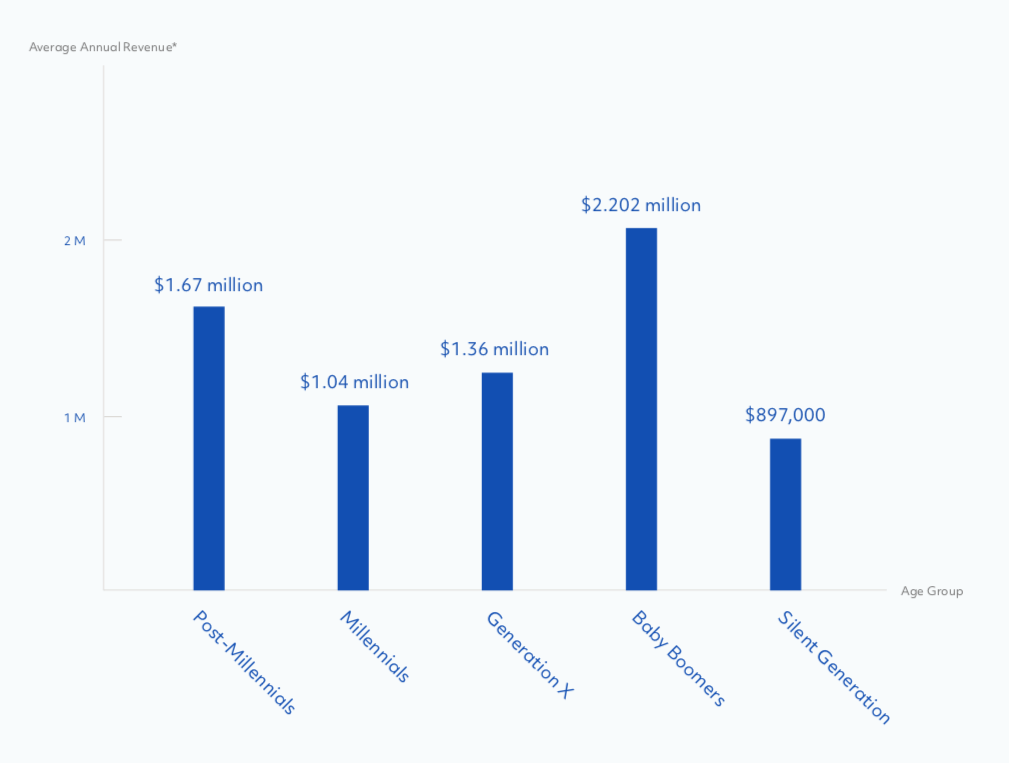 Average Annual Revenue*
$2.202 million
2 M
$1.67 million
$1.36 million
$1.04 million
1 M
$897,000
Age Group
Post-Millennials
Millennials
Generation X
Baby Boomers
Silent Generation